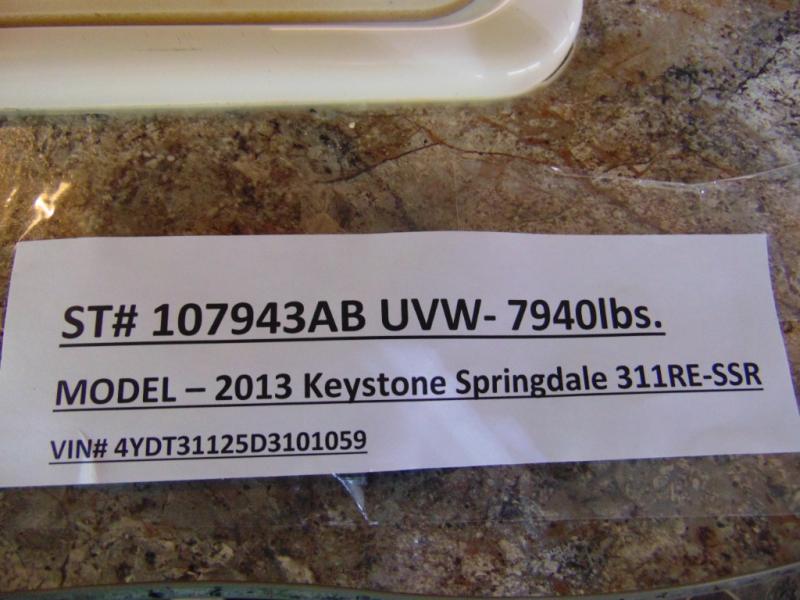 ST# 107943AB UVW- 7940lbs.
MODEL – 2013 Keystone Springdale 311RE-SSR
VIN# 4YDT31125D3101059